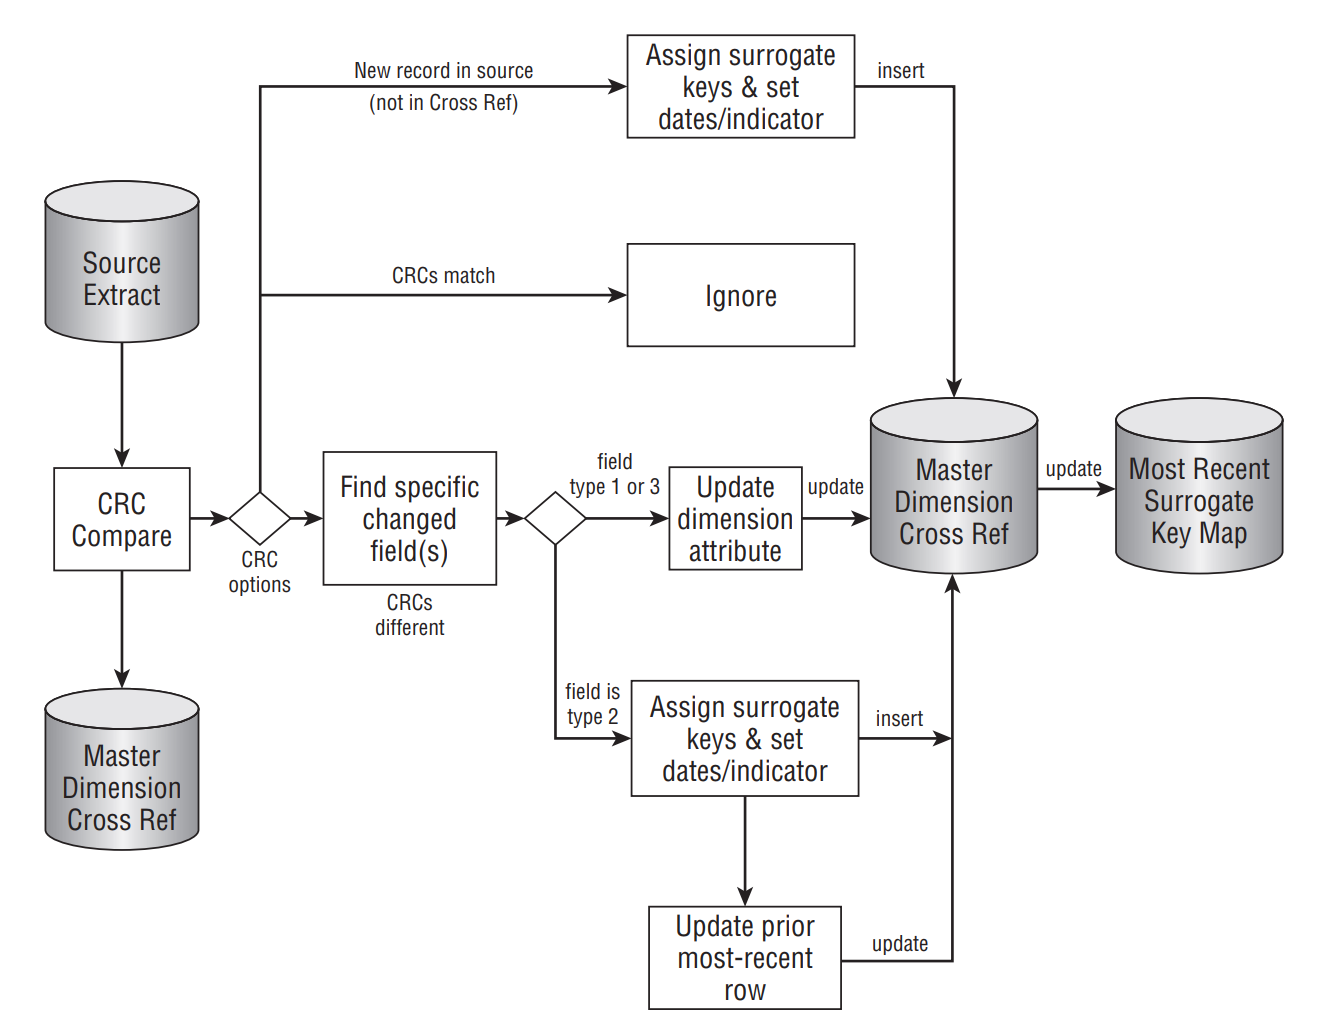 New record in source
(not in Cross Ref)
Assign surrogate
keys & set
dates/indicator
insert
Source
Extract
CRCs match
Ignore
CRC
Compare
CRC
options
Find specific
changed
field(s)
CRCs
different
field
type 1 or 3
Update
dimension
attribute
update
Master
Dimension
Cross Ref
update
Most Recent
Surrogate
Key Map
Master
Dimension
Cross Ref
field is
type 2
Assign surrogate
keys & set
dates/indicator
insert
Update prior
most-recent
row
update